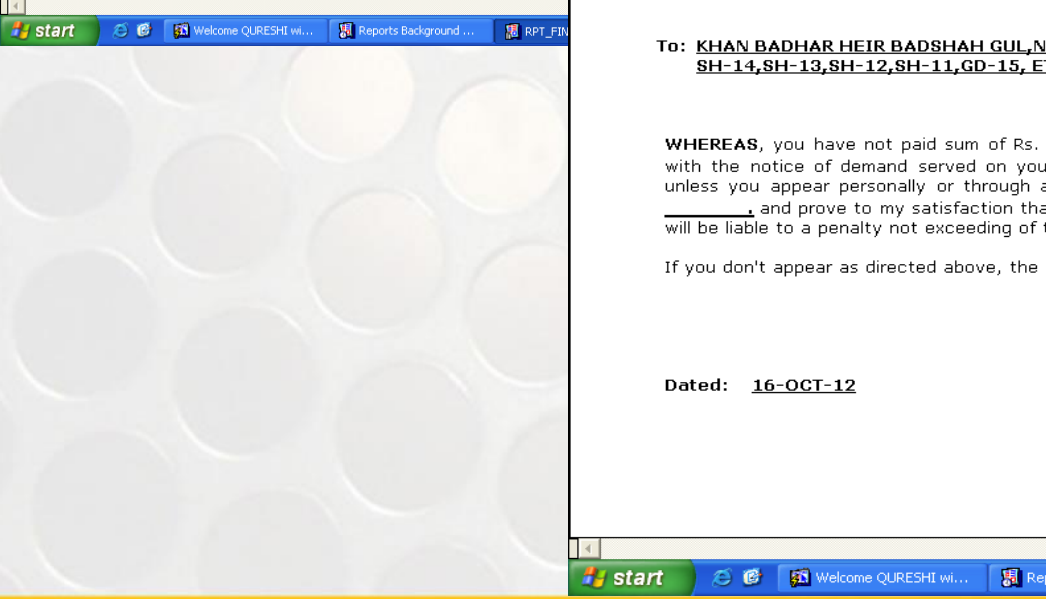 start
Welcome QURESHI wi...
Reports Background ...
RPT_FIN
To: KHAN BADHAR HEIR BADSHAH GUL,N
SH-14,SH-13,SH-12,SH-11,GD-15,
WHEREAS, you have not paid sum of Rs.
with the notice of demand served on you
unless you appear personally or through a
, and prove to my satisfaction tha
will be liable to a penalty not exceeding of t
If you don't appear as directed above, the
Dated: 16-OCT-12
start
Welcome QURESHI wi...
Rep